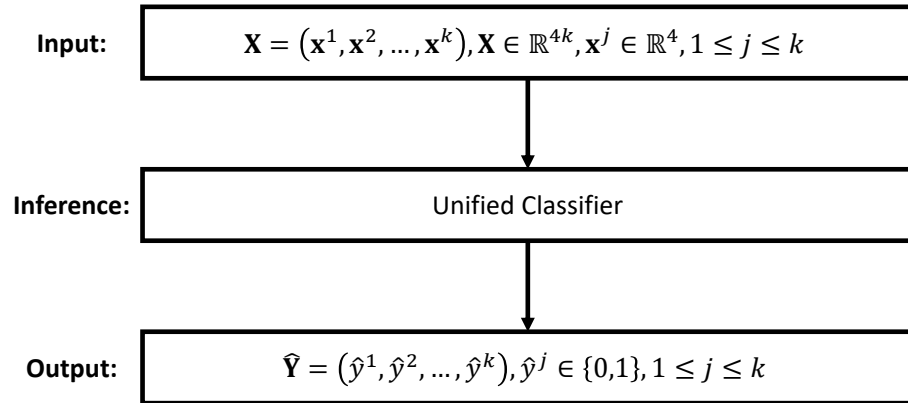 Input: 𝐗 = (𝐱¹, 𝐱², …, 𝐱ᵏ), 𝐗 ∈ ℝ⁴ᵏ, 𝐱ʲ ∈ ℝ⁴, 1 ≤ j ≤ k
Inference: Unified Classifier
Output: 𝐘̂ = (ŷ¹, ŷ², …, ŷᵏ), ŷʲ ∈ {0,1}, 1 ≤ j ≤ k